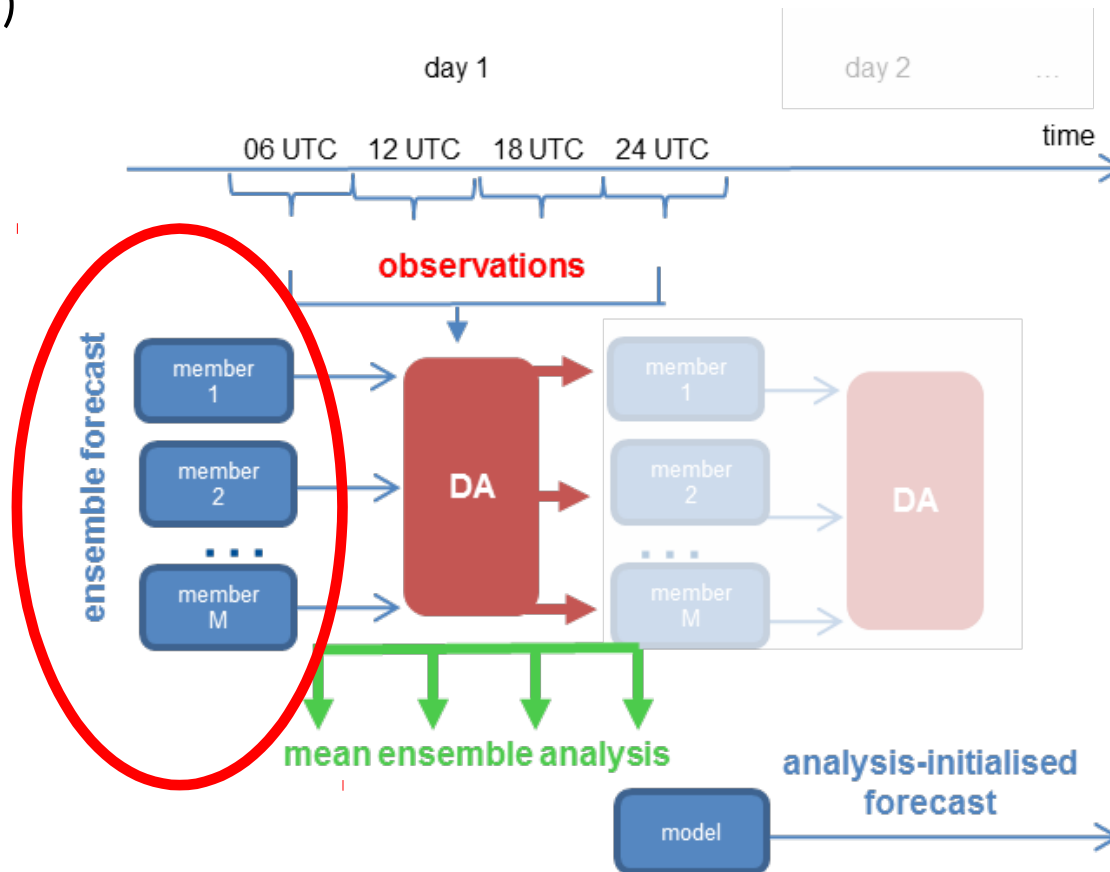 )
day 1
day 2
...
time
06 UTC 12 UTC 18 UTC 24 UTC
observations
ensemble forecast
member
1
member
2
...
member
M
DA
member
1
member
2
...
member
M
DA
mean ensemble analysis
analysis-initialised
forecast
model